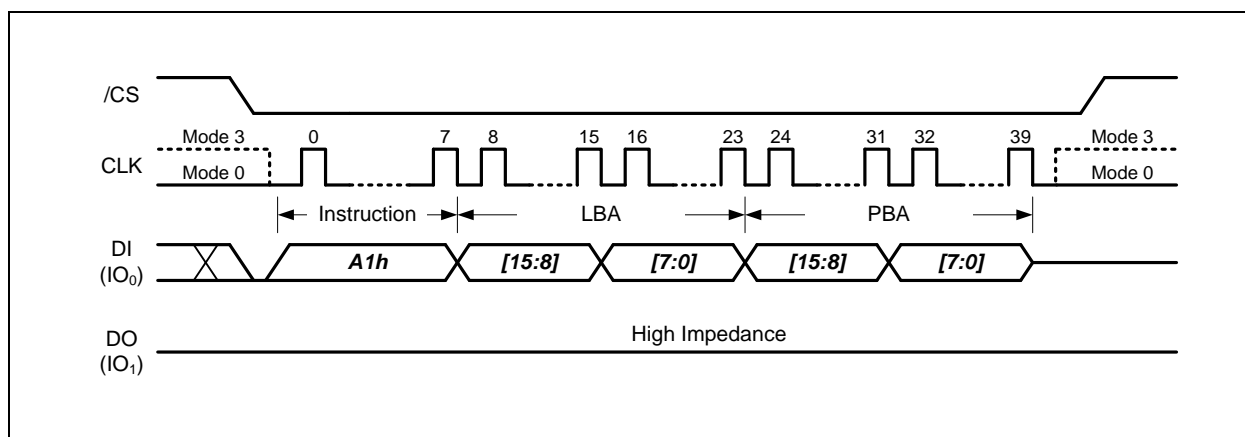 /CS
Mode 3 0 7 8 15 16 23 24 31 32 39 Mode 3
CLK
Mode 0 Mode 0
Instruction LBA PBA
DI
(IO0)
A1h [15:8] [7:0] [15:8] [7:0]
DO
(IO1)
High Impedance